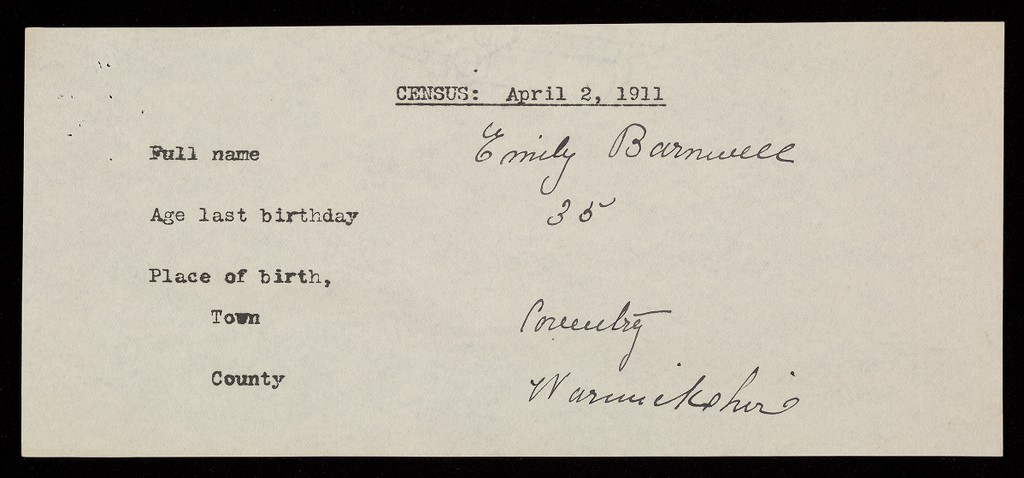 CENSUS: April 2, 1911
Full name Emily Barnwell
Age last birthday 35
Place of birth,
Town Coventry
County Warwickshire